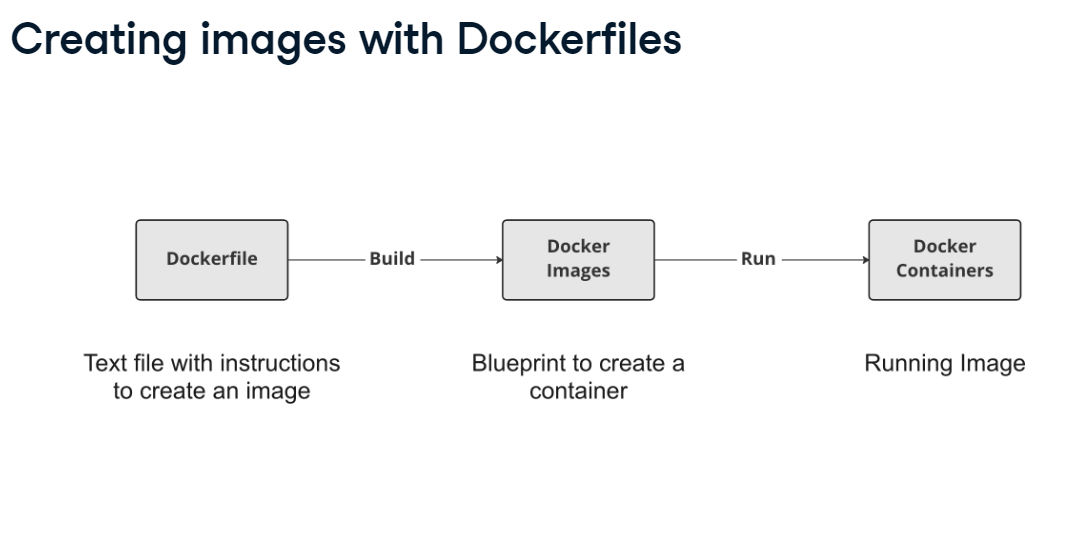 Creating images with Dockerfiles
Dockerfile
Build
Docker
Images
Run
Docker
Containers
Text file with instructions
to create an image
Blueprint to create a
container
Running Image